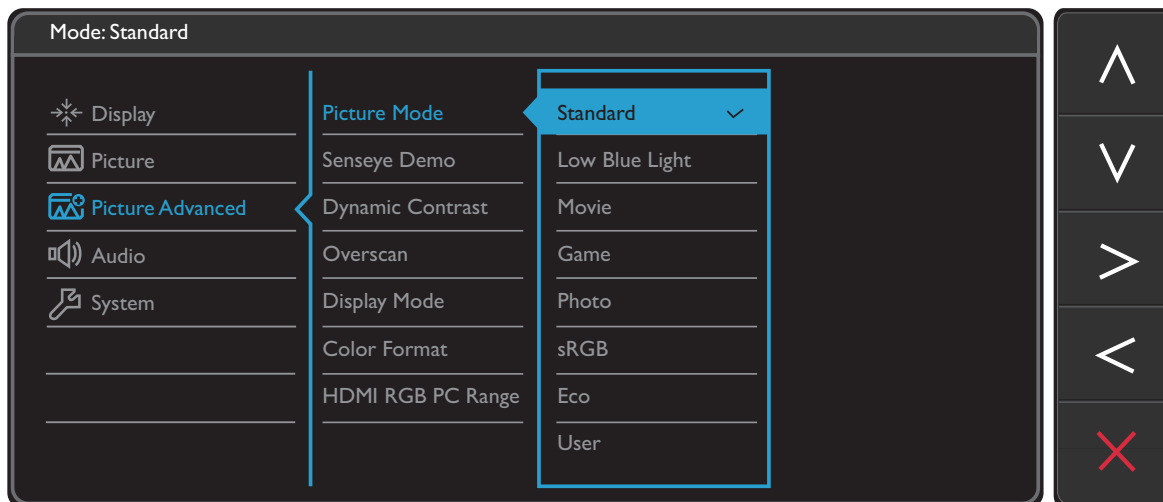 Mode: Standard
Display
Picture
Picture Advanced
Audio
System
Picture Mode
Senseye Demo
Dynamic Contrast
Overscan
Display Mode
Color Format
HDMI RGB PC Range
Standard
Low Blue Light
Movie
Game
Photo
sRGB
Eco
User